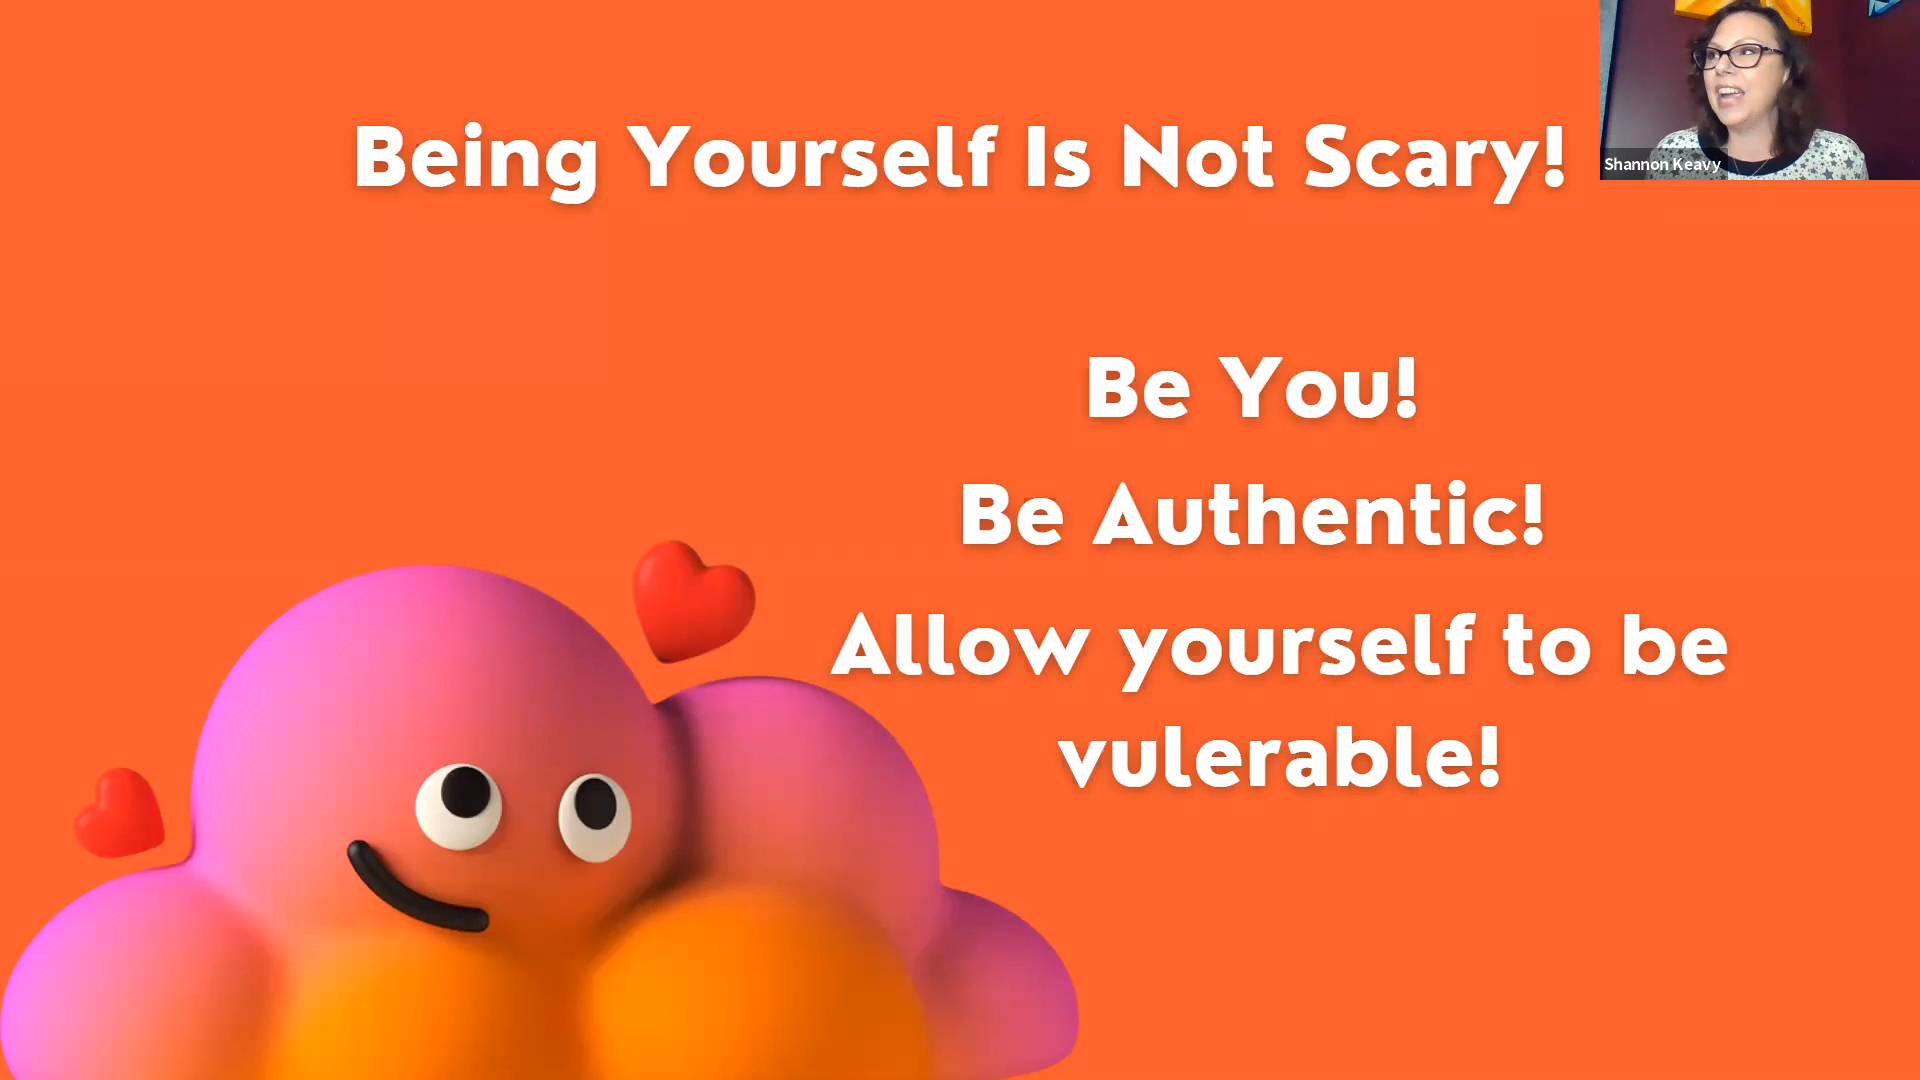 Being Yourself Is Not Scary!
Shannon Keavy
Be You!
Be Authentic!
Allow yourself to be
vulerable!